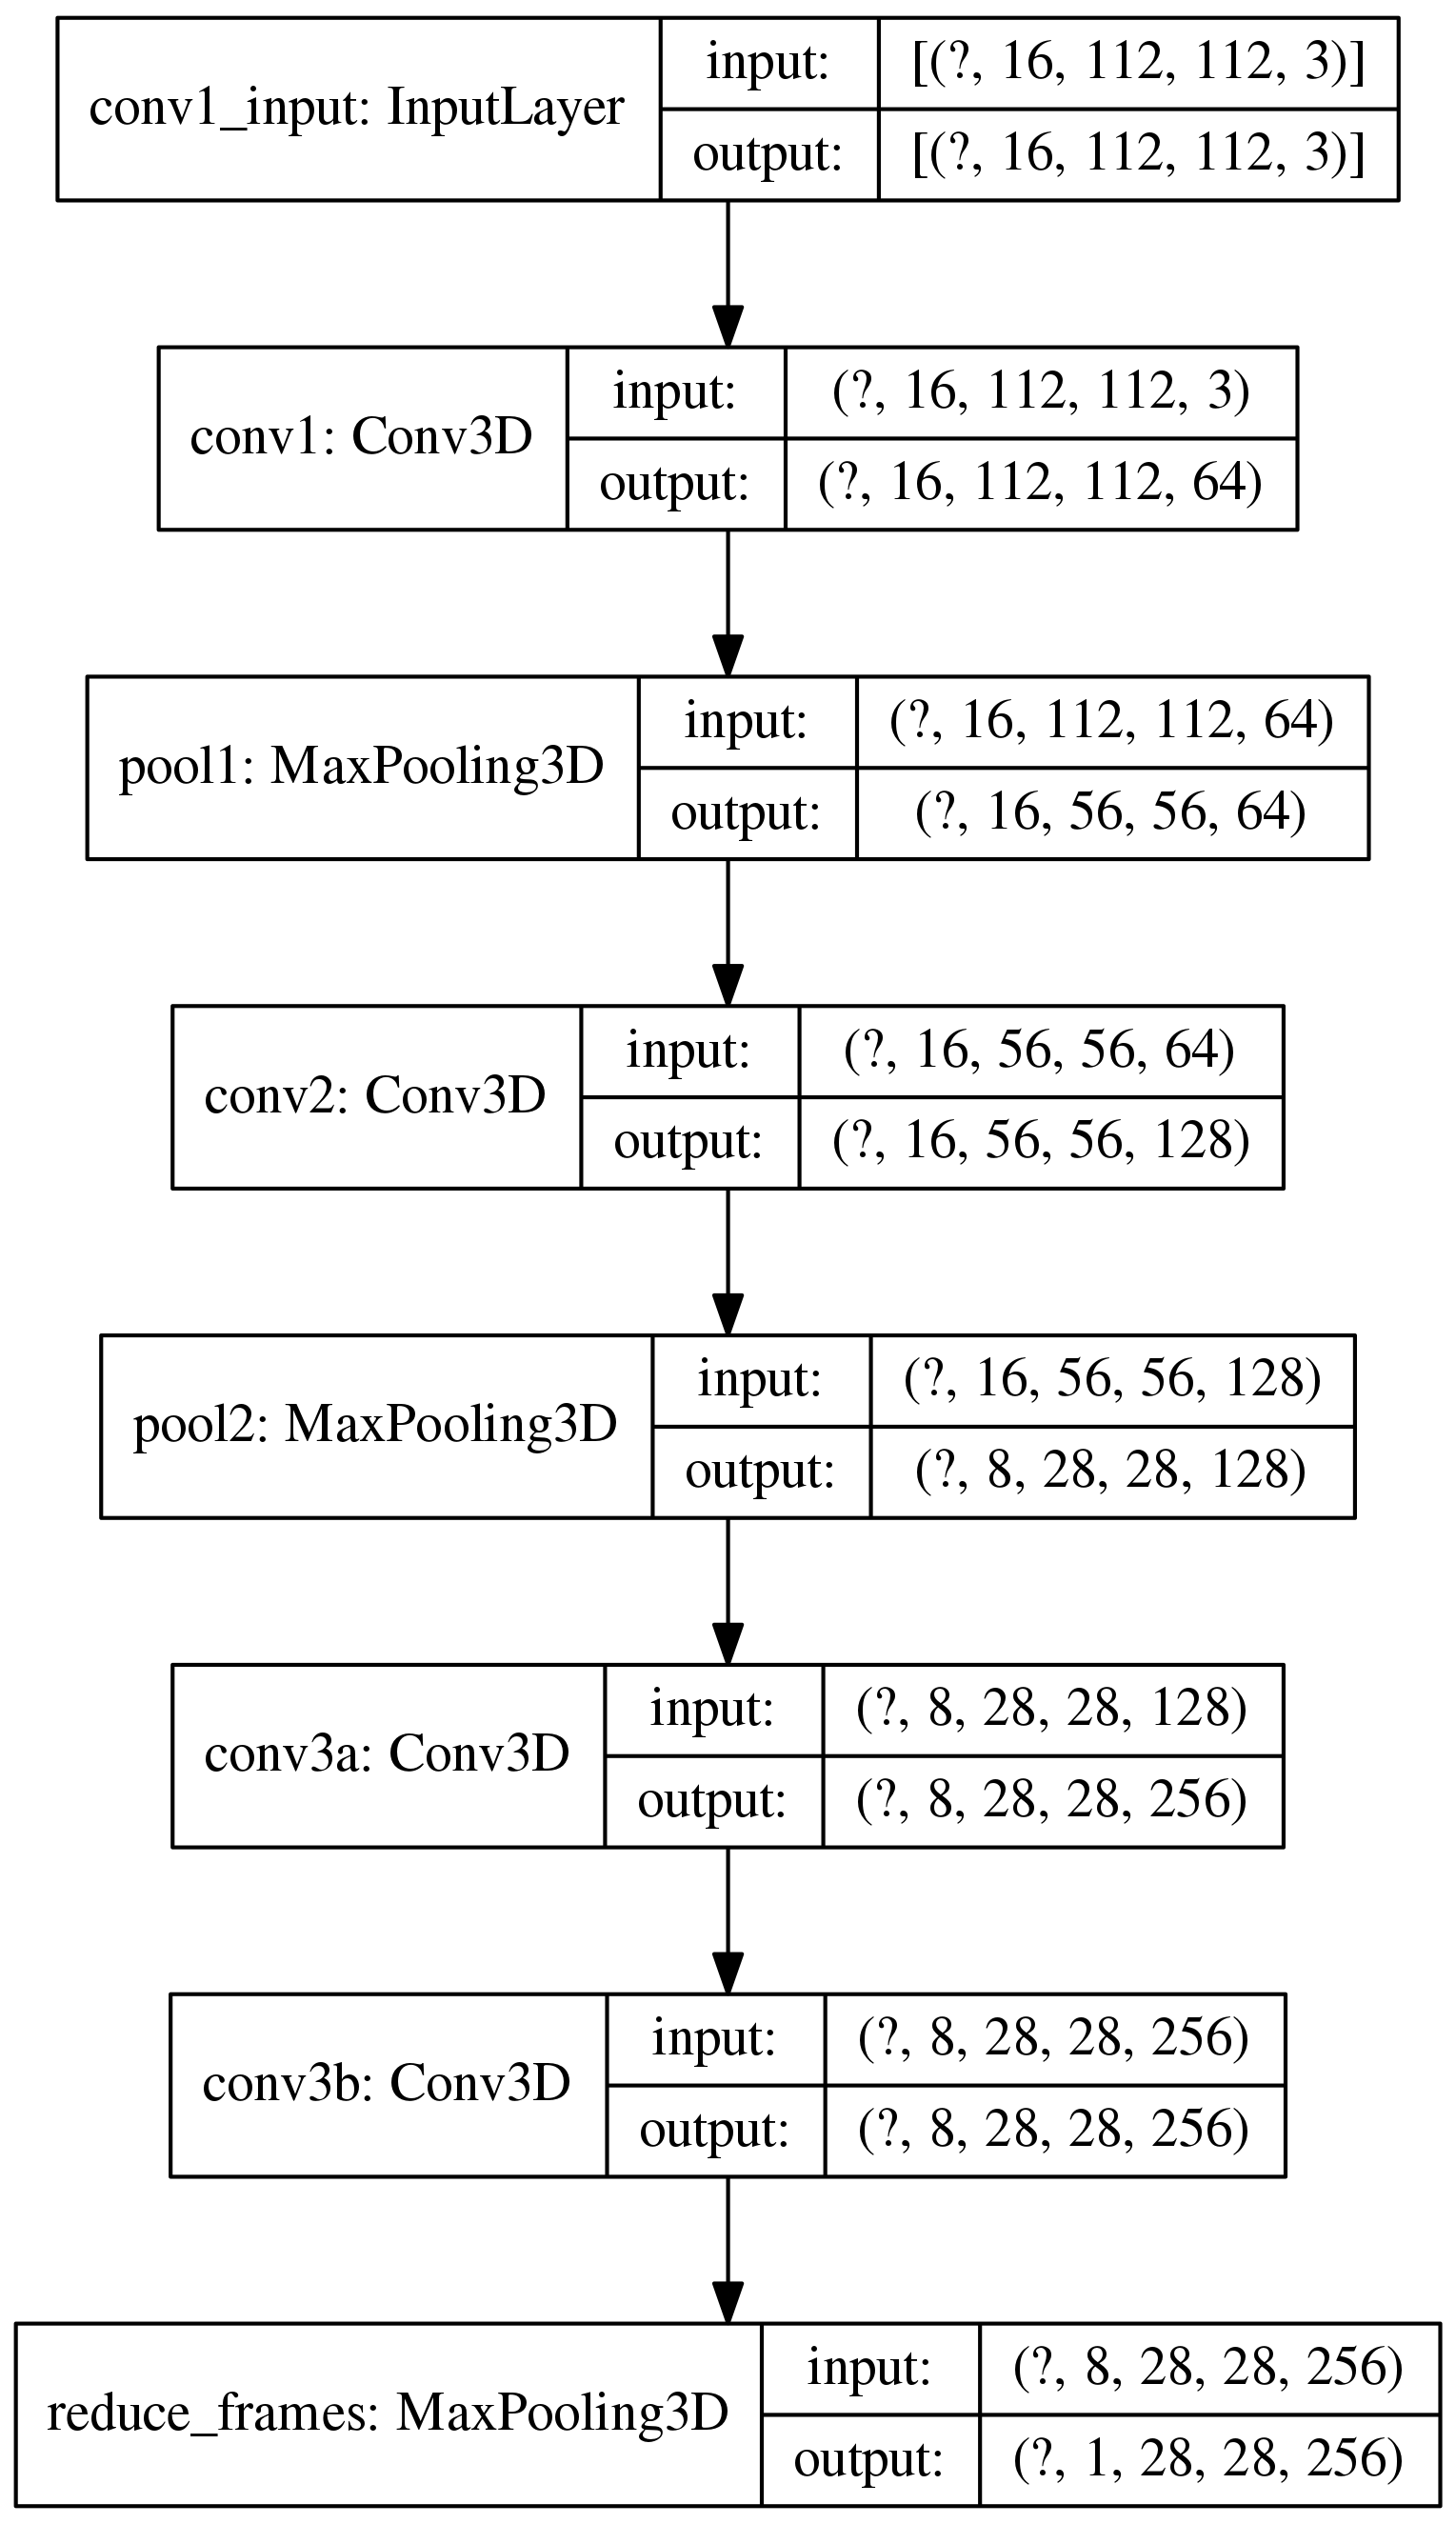 conv1_input: InputLayer
input:
[(?, 16, 112, 112, 3)]
output:
[(?, 16, 112, 112, 3)]
conv1: Conv3D
input:
(?, 16, 112, 112, 3)
output:
(?, 16, 112, 112, 64)
pool1: MaxPooling3D
input:
(?, 16, 112, 112, 64)
output:
(?, 16, 56, 56, 64)
conv2: Conv3D
input:
(?, 16, 56, 56, 64)
output:
(?, 16, 56, 56, 128)
pool2: MaxPooling3D
input:
(?, 16, 56, 56, 128)
output:
(?, 8, 28, 28, 128)
conv3a: Conv3D
input:
(?, 8, 28, 28, 128)
output:
(?, 8, 28, 28, 256)
conv3b: Conv3D
input:
(?, 8, 28, 28, 256)
output:
(?, 8, 28, 28, 256)
reduce_frames: MaxPooling3D
input:
(?, 8, 28, 28, 256)
output:
(?, 1, 28, 28, 256)